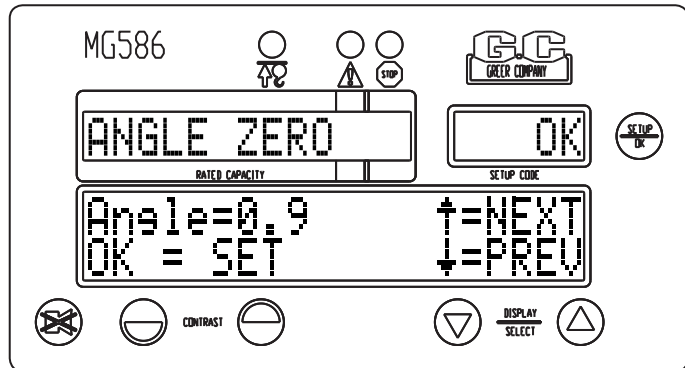 MG586
STOP
G.C.
GREER COMPANY
ANGLE ZERO
RATED CAPACITY
OK
SETUP CODE
SETUP
OK
Angle=0.9 ↑=NEXT
OK = SET ↓=PREV
CONTRAST
DISPLAY
SELECT